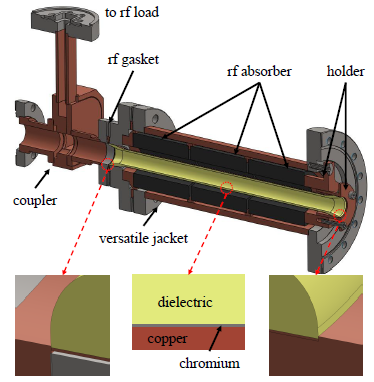 to rf load
rf gasket
rf absorber
holder
coupler
versatile jacket
dielectric
copper
chromium